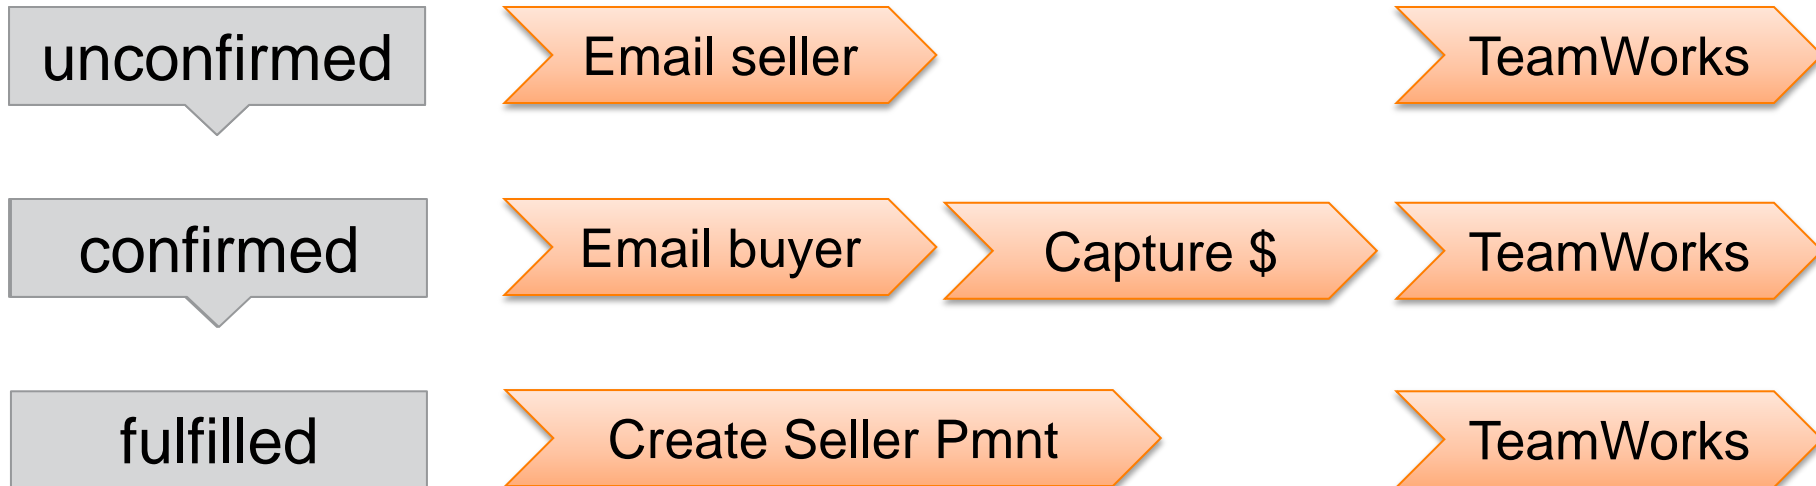 unconfirmed
Email seller
TeamWorks
confirmed
Email buyer
Capture $
TeamWorks
fulfilled
Create Seller Pmnt
TeamWorks